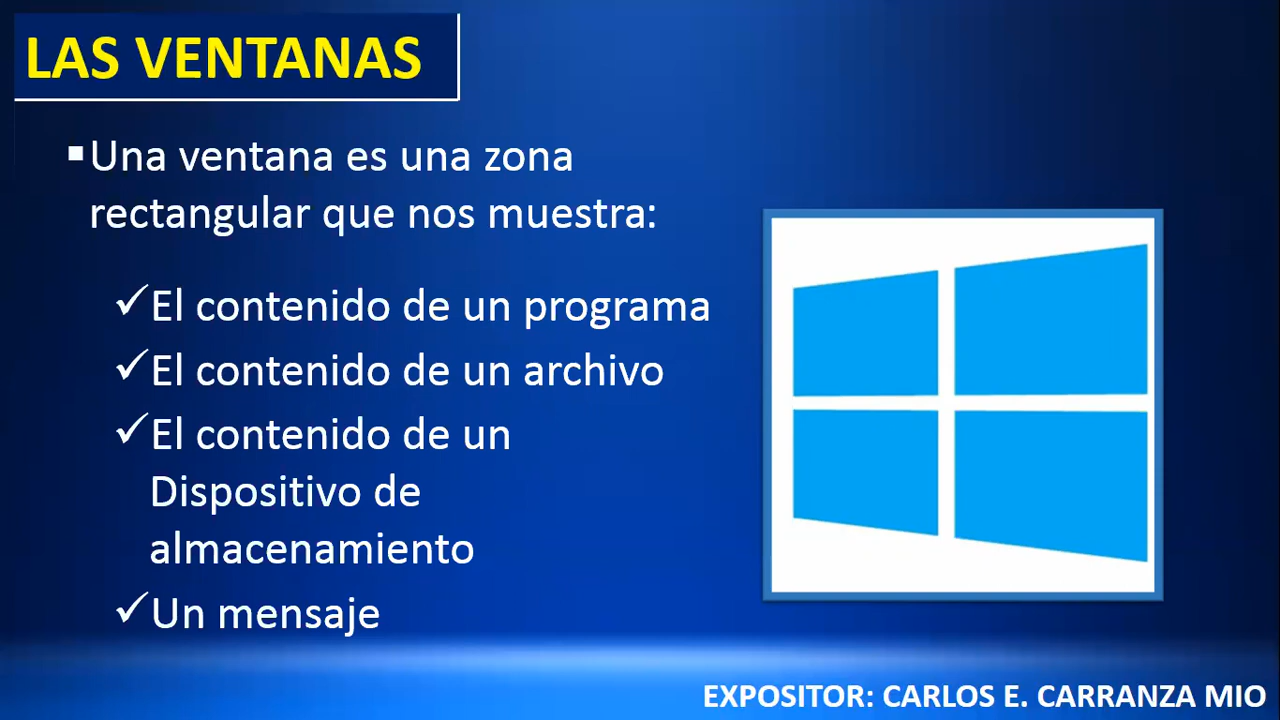 LAS VENTANAS
▪Una ventana es una zona
rectangular que nos muestra:
✓El contenido de un programa
✓El contenido de un archivo
✓El contenido de un
Dispositivo de
almacenamiento
✓Un mensaje
EXPOSITOR: CARLOS E. CARRANZA MIO